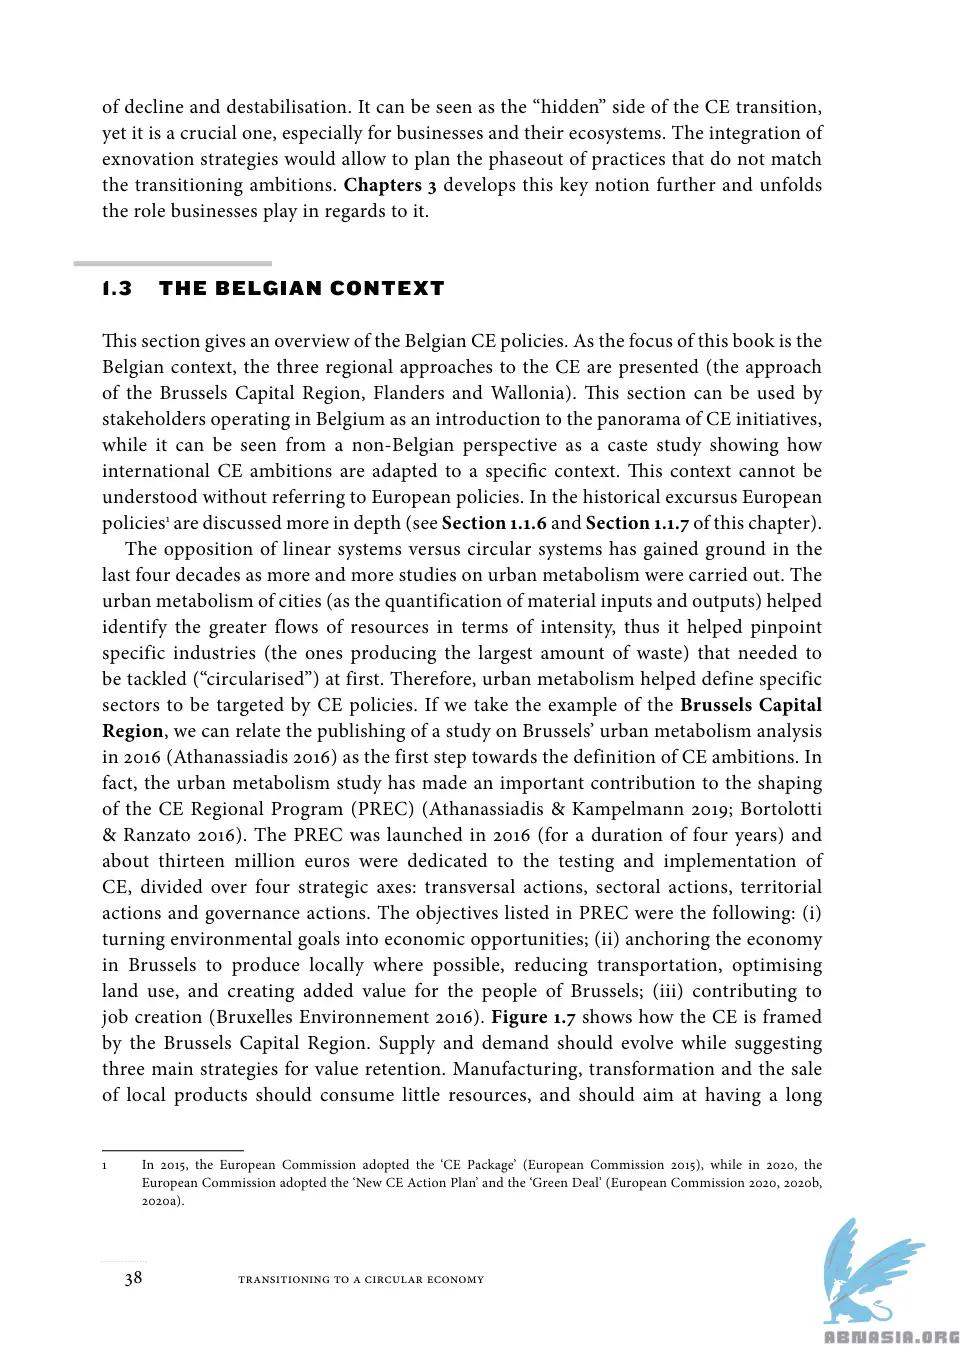 of decline and destabilisation. It can be seen as the “hidden” side of the CE transition,
yet it is a crucial one, especially for businesses and their ecosystems. The integration of
exnovation strategies would allow to plan the phaseout of practices that do not match
the transitioning ambitions. Chapters 3 develops this key notion further and unfolds
the role businesses play in regards to it.
1.3 THE BELGIAN CONTEXT
This section gives an overview of the Belgian CE policies. As the focus of this book is the
Belgian context, the three regional approaches to the CE are presented (the approach
of the Brussels Capital Region, Flanders and Wallonia). This section can be used by
stakeholders operating in Belgium as an introduction to the panorama of CE initiatives,
while it can be seen from a non-Belgian perspective as a caste study showing how
international CE ambitions are adapted to a specific context. This context cannot be
understood without referring to European policies. In the historical excursus European
policies¹ are discussed more in depth (see Section 1.1.6 and Section 1.1.7 of this chapter).
The opposition of linear systems versus circular systems has gained ground in the
last four decades as more and more studies on urban metabolism were carried out. The
urban metabolism of cities (as the quantification of material inputs and outputs) helped
identify the greater flows of resources in terms of intensity, thus it helped pinpoint
specific industries (the ones producing the largest amount of waste) that needed to
be tackled (“circularised”) at first. Therefore, urban metabolism helped define specific
sectors to be targeted by CE policies. If we take the example of the Brussels Capital
Region, we can relate the publishing of a study on Brussels’ urban metabolism analysis
in 2016 (Athanassiadis 2016) as the first step towards the definition of CE ambitions. In
fact, the urban metabolism study has made an important contribution to the shaping
of the CE Regional Program (PREC) (Athanassiadis & Kampelmann 2019; Bortolotti
& Ranzato 2016). The PREC was launched in 2016 (for a duration of four years) and
about thirteen million euros were dedicated to the testing and implementation of
CE, divided over four strategic axes: transversal actions, sectoral actions, territorial
actions and governance actions. The objectives listed in PREC were the following: (i)
turning environmental goals into economic opportunities; (ii) anchoring the economy
in Brussels to produce locally where possible, reducing transportation, optimising
land use, and creating added value for the people of Brussels; (iii) contributing to
job creation (Bruxelles Environnement 2016). Figure 1.7 shows how the CE is framed
by the Brussels Capital Region. Supply and demand should evolve while suggesting
three main strategies for value retention. Manufacturing, transformation and the sale
of local products should consume little resources, and should aim at having a long
1 In 2015, the European Commission adopted the ‘CE Package’ (European Commission 2015), while in 2020, the
European Commission adopted the ‘New CE Action Plan’ and the ‘Green Deal’ (European Commission 2020, 2020b,
2020a).
38 TRANSITIONING TO A CIRCULAR ECONOMY
ABNASIA.ORG